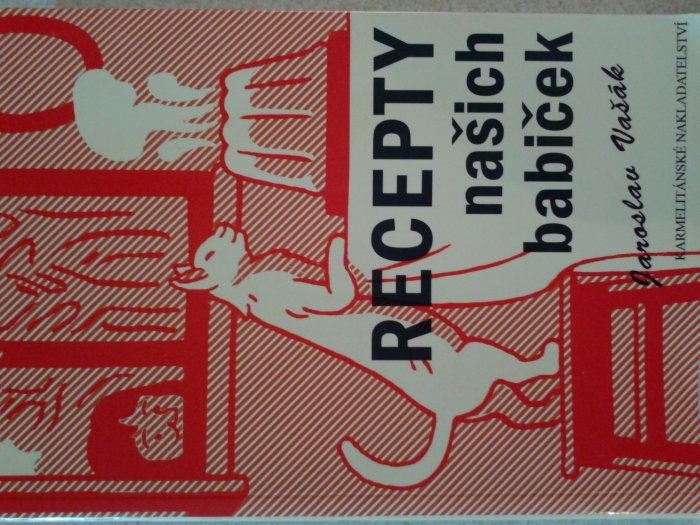 RECEPTY
našich
babiček
Jaroslav Vašák
KARMELITÁNSKÉ NAKLADATELSTVÍ